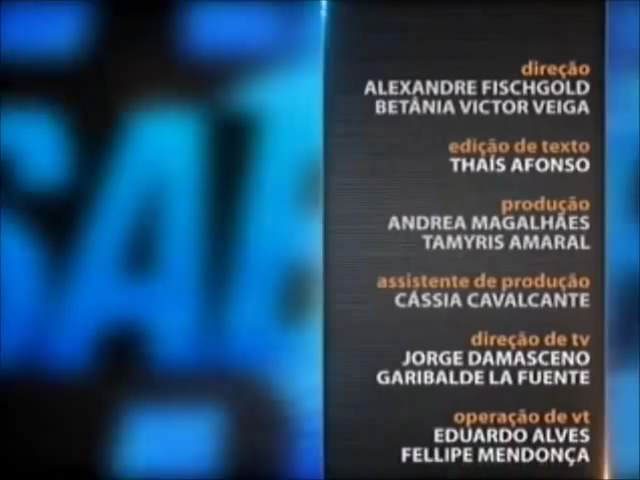 SAB
direção
ALEXANDRE FISCHGOLD
BETÂNIA VICTOR VEIGA
edição de texto
THAÍS AFONSO
produção
ANDREA MAGALHÃES
TAMYRIS AMARAL
assistente de produção
CÁSSIA CAVALCANTE
direção de tv
JORGE DAMASCENO
GARIBALDE LA FUENTE
operação de vt
EDUARDO ALVES
FELLIPE MENDONÇA